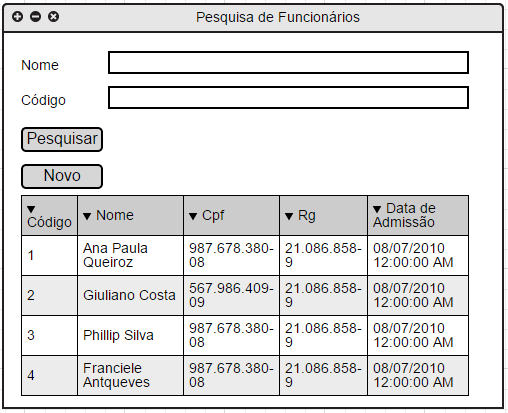 Pesquisa de Funcionários
Nome
Código
Pesquisar
Novo
▼ Código ▼ Nome ▼ Cpf ▼ Rg ▼ Data de Admissão
1 Ana Paula Queiroz 987.678.380-08 21.086.858-9 08/07/2010 12:00:00 AM
2 Giuliano Costa 567.986.409-09 21.086.858-9 08/07/2010 12:00:00 AM
3 Phillip Silva 987.678.380-08 21.086.858-9 08/07/2010 12:00:00 AM
4 Franciele Antqueves 987.678.380-08 21.086.858-9 08/07/2010 12:00:00 AM